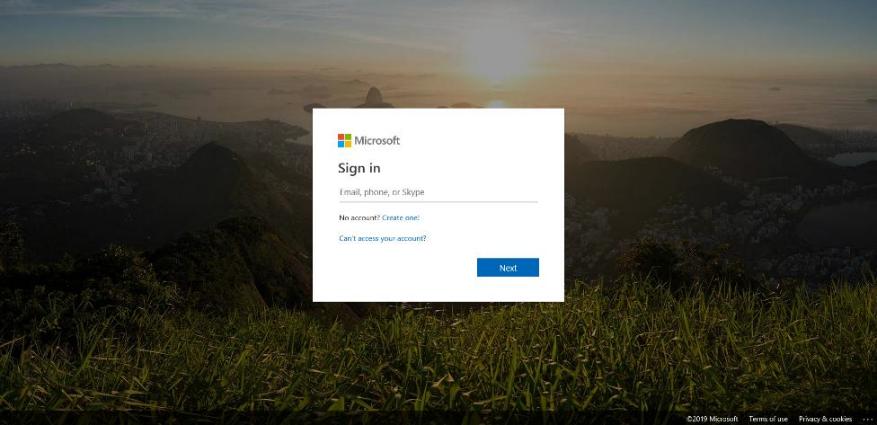 Microsoft
Sign in
Email, phone, or Skype
No account? Create one!
Can't access your account?
Next
©2019 Microsoft Terms of use Privacy & cookies ...